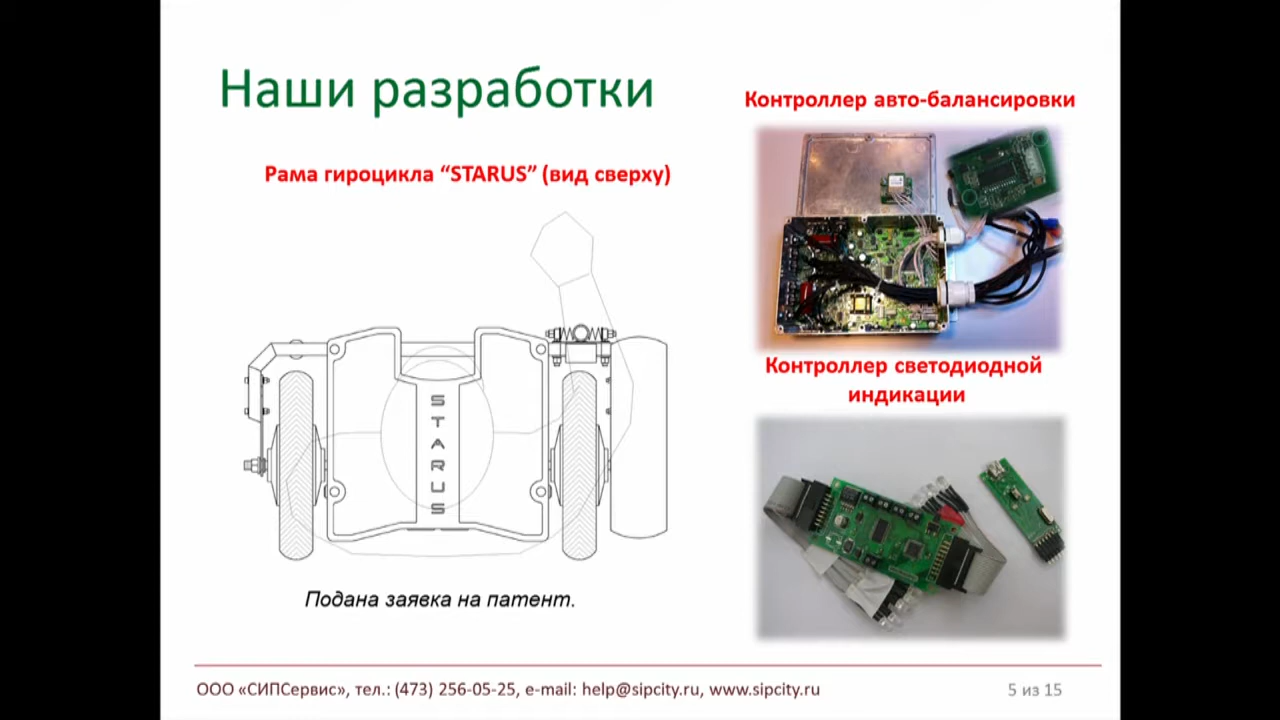 Наши разработки
Рама гироцикла “STARUS” (вид сверху)
STARUS
Подана заявка на патент.
Контроллер авто-балансировки
Контроллер светодиодной
индикации
ООО «СИПСервис», тел.: (473) 256-05-25, e-mail: help@sipcity.ru, www.sipcity.ru
5 из 15